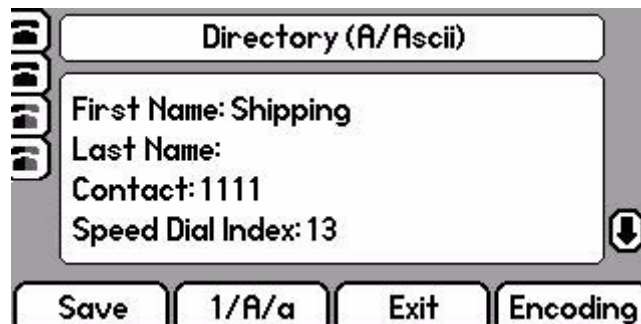 Directory (A/Ascii)
First Name: Shipping
Last Name:
Contact: 1111
Speed Dial Index: 13
Save 1/A/a Exit Encoding